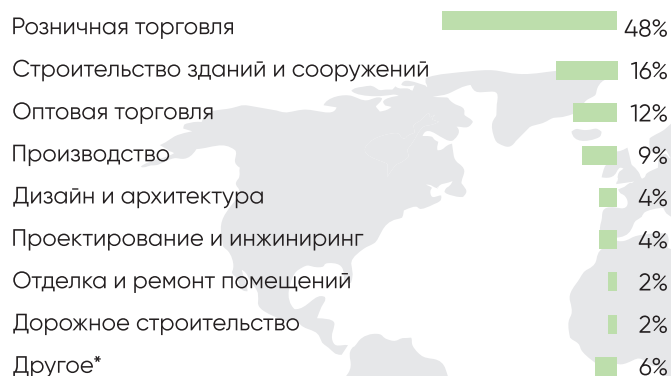 Розничная торговля 48%
Строительство зданий и сооружений 16%
Оптовая торговля 12%
Производство 9%
Дизайн и архитектура 4%
Проектирование и инжиниринг 4%
Отделка и ремонт помещений 2%
Дорожное строительство 2%
Другое* 6%